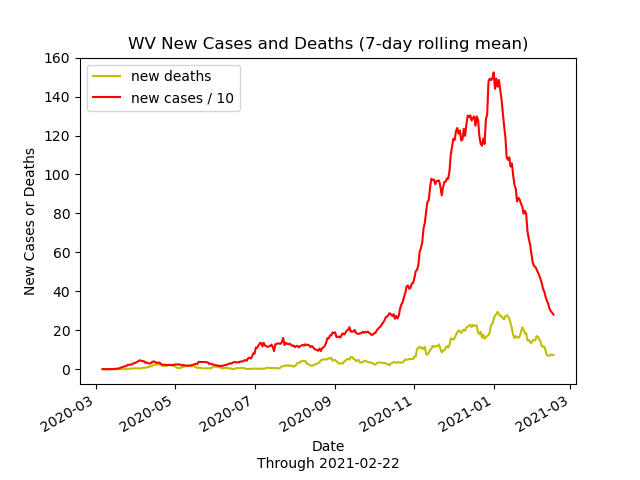 WV New Cases and Deaths (7-day rolling mean)
new deaths
new cases / 10
New Cases or Deaths
160
140
120
100
80
60
40
20
0
2020-03
2020-05
2020-07
2020-09
2020-11
2021-01
2021-03
Date
Through 2021-02-22